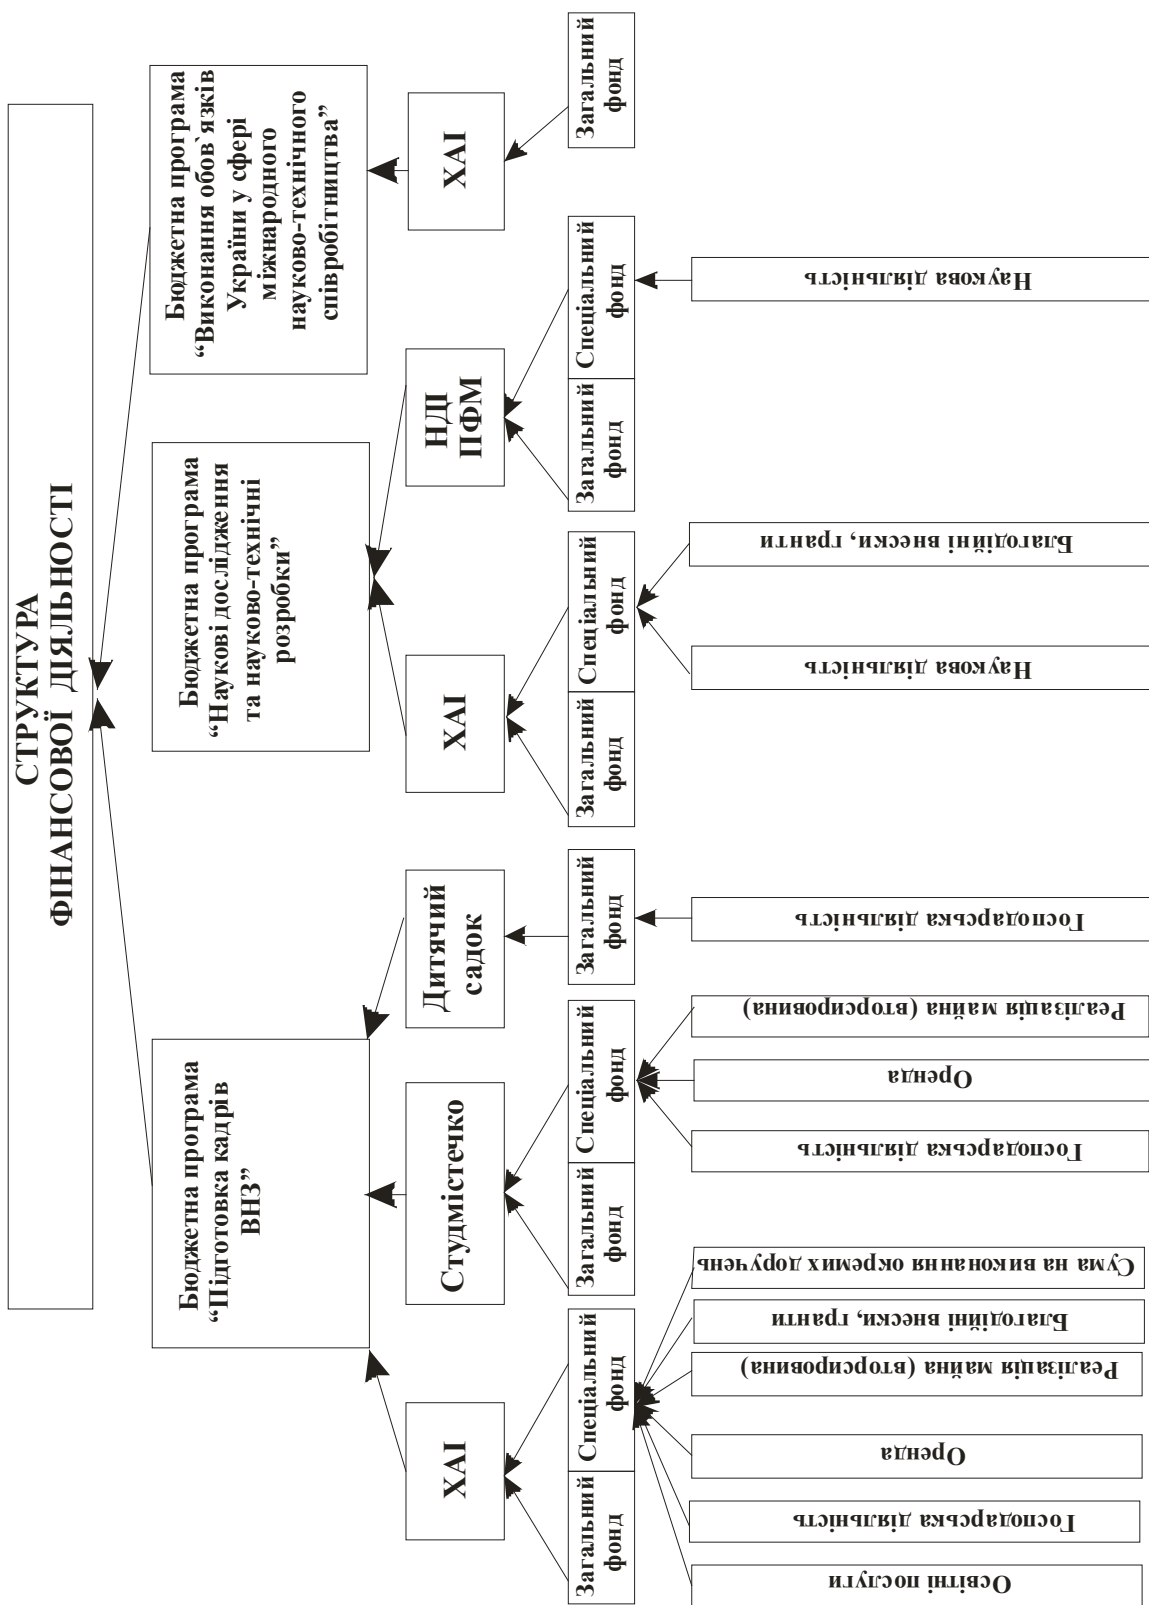 СТРУКТУРА
ФІНАНСОВОЇ ДІЯЛЬНОСТІ
Бюджетна програма
“Підготовка кадрів
ВНЗ”
Бюджетна програма
“Наукові дослідження
та науково-технічні
розробки”
Бюджетна програма
“Виконання обов`язків
України у сфері
міжнародного
науково-технічного
співробітництва”
ХАІ
Студмістечко
Дитячий
садок
ХАІ
НДІ
ПФМ
ХАІ
Загальний
фонд
Спеціальний
фонд
Загальний
фонд
Спеціальний
фонд
Загальний
фонд
Загальний
фонд
Спеціальний
фонд
Загальний
фонд
Спеціальний
фонд
Загальний
фонд
Освітні послуги
Господарська діяльність
Оренда
Реалізація майна (вторсировина)
Благодійні внески, гранти
Сума на виконання окремих доручень
Господарська діяльність
Оренда
Реалізація майна (вторсировина)
Господарська діяльність
Наукова діяльність
Благодійні внески, гранти
Наукова діяльність